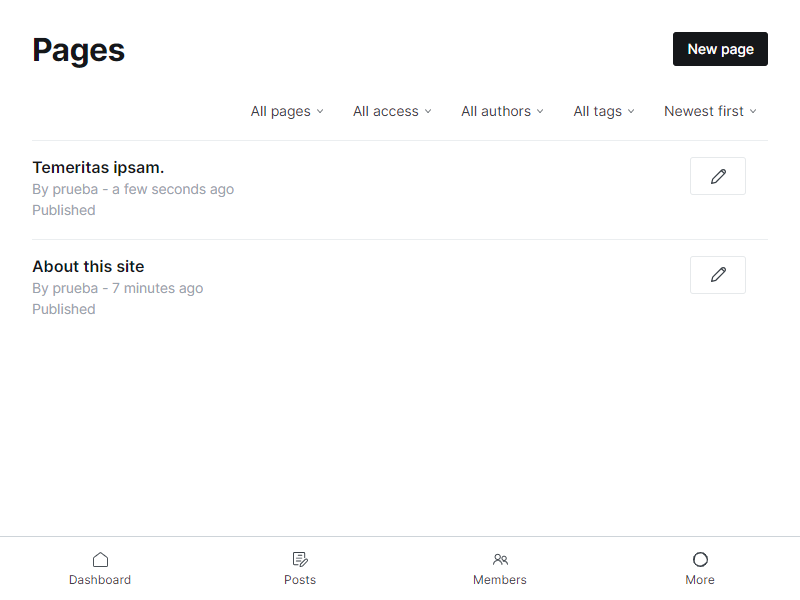 Pages
New page
All pages
All access
All authors
All tags
Newest first
Temeritas ipsam.
By prueba - a few seconds ago
Published
About this site
By prueba - 7 minutes ago
Published
Dashboard
Posts
Members
More